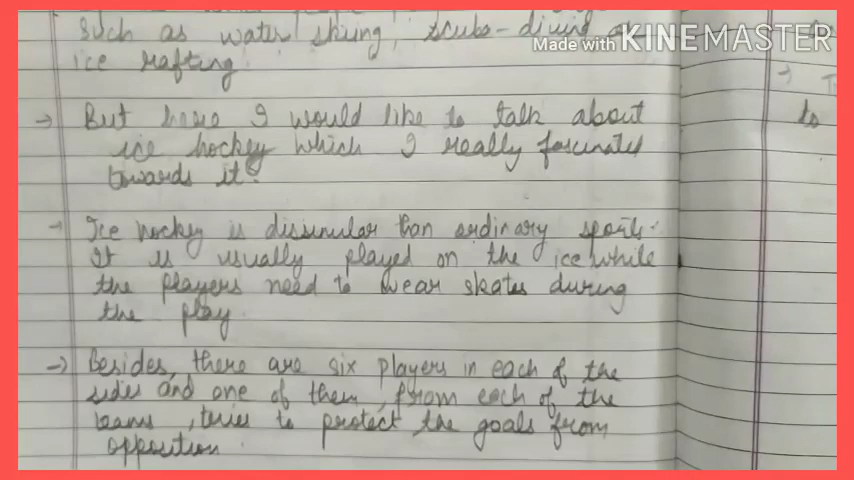 such as water skiing, scuba-diving or
ice rafting.
Made with KINEMASTER
→ But here I would like to talk about
ice hockey which I really fascinated
towards it.
→ Ice hockey is dissimilar than ordinary sports.
It is usually played on the ice while
the players need to wear skates during
the play.
→ Besides, there are six players in each of the
sides and one of them, from each of the
teams, tries to protect the goals from
opposition.
→
to